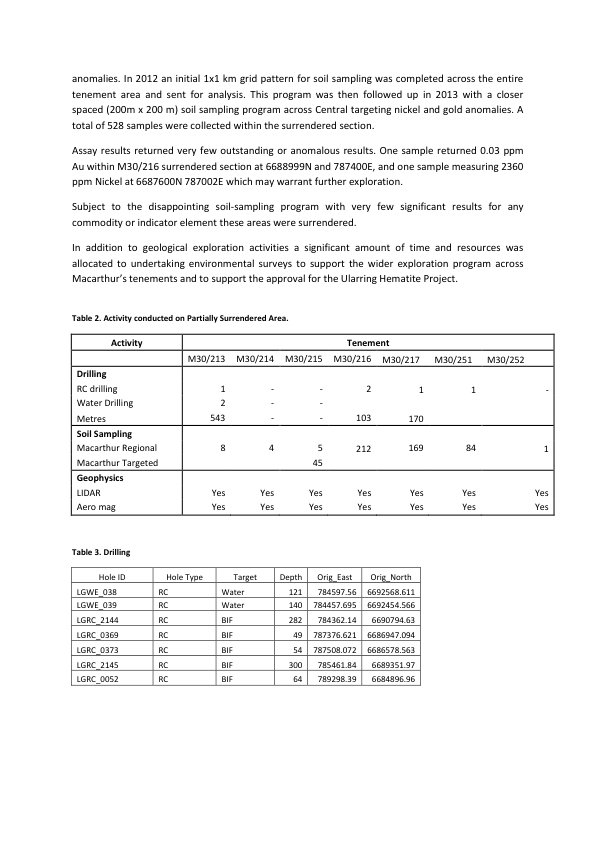 anomalies. In 2012 an initial 1x1 km grid pattern for soil sampling was completed across the entire
tenement area and sent for analysis. This program was then followed up in 2013 with a closer
spaced (200m x 200 m) soil sampling program across Central targeting nickel and gold anomalies. A
total of 528 samples were collected within the surrendered section.
Assay results returned very few outstanding or anomalous results. One sample returned 0.03 ppm
Au within M30/216 surrendered section at 6688999N and 787400E, and one sample measuring 2360
ppm Nickel at 6687600N 787002E which may warrant further exploration.
Subject to the disappointing soil-sampling program with very few significant results for any
commodity or indicator element these areas were surrendered.
In addition to geological exploration activities a significant amount of time and resources was
allocated to undertaking environmental surveys to support the wider exploration program across
Macarthur's tenements and to support the approval for the Ularring Hematite Project.
Table 2. Activity conducted on Partially Surrendered Area.
Activity Tenement
M30/213 M30/214 M30/215 M30/216 M30/217 M30/251 M30/252
Drilling
RC drilling 1 - - 2 1 1 -
Water Drilling 2 - -
Metres 543 - - 103 170
Soil Sampling
Macarthur Regional 8 4 5 212 169 84 1
Macarthur Targeted 45
Geophysics
LIDAR Yes Yes Yes Yes Yes Yes Yes
Aero mag Yes Yes Yes Yes Yes Yes Yes
Table 3. Drilling
Hole ID Hole Type Target Depth Orig_East Orig_North
LGWE_038 RC Water 121 784597.56 6692568.611
LGWE_039 RC Water 140 784457.695 6692454.566
LGRC_2144 RC BIF 282 784362.14 6690794.63
LGRC_0369 RC BIF 49 787376.621 6686947.094
LGRC_0373 RC BIF 54 787508.072 6686578.563
LGRC_2145 RC BIF 300 785461.84 6689351.97
LGRC_0052 RC BIF 64 789298.39 6684896.96